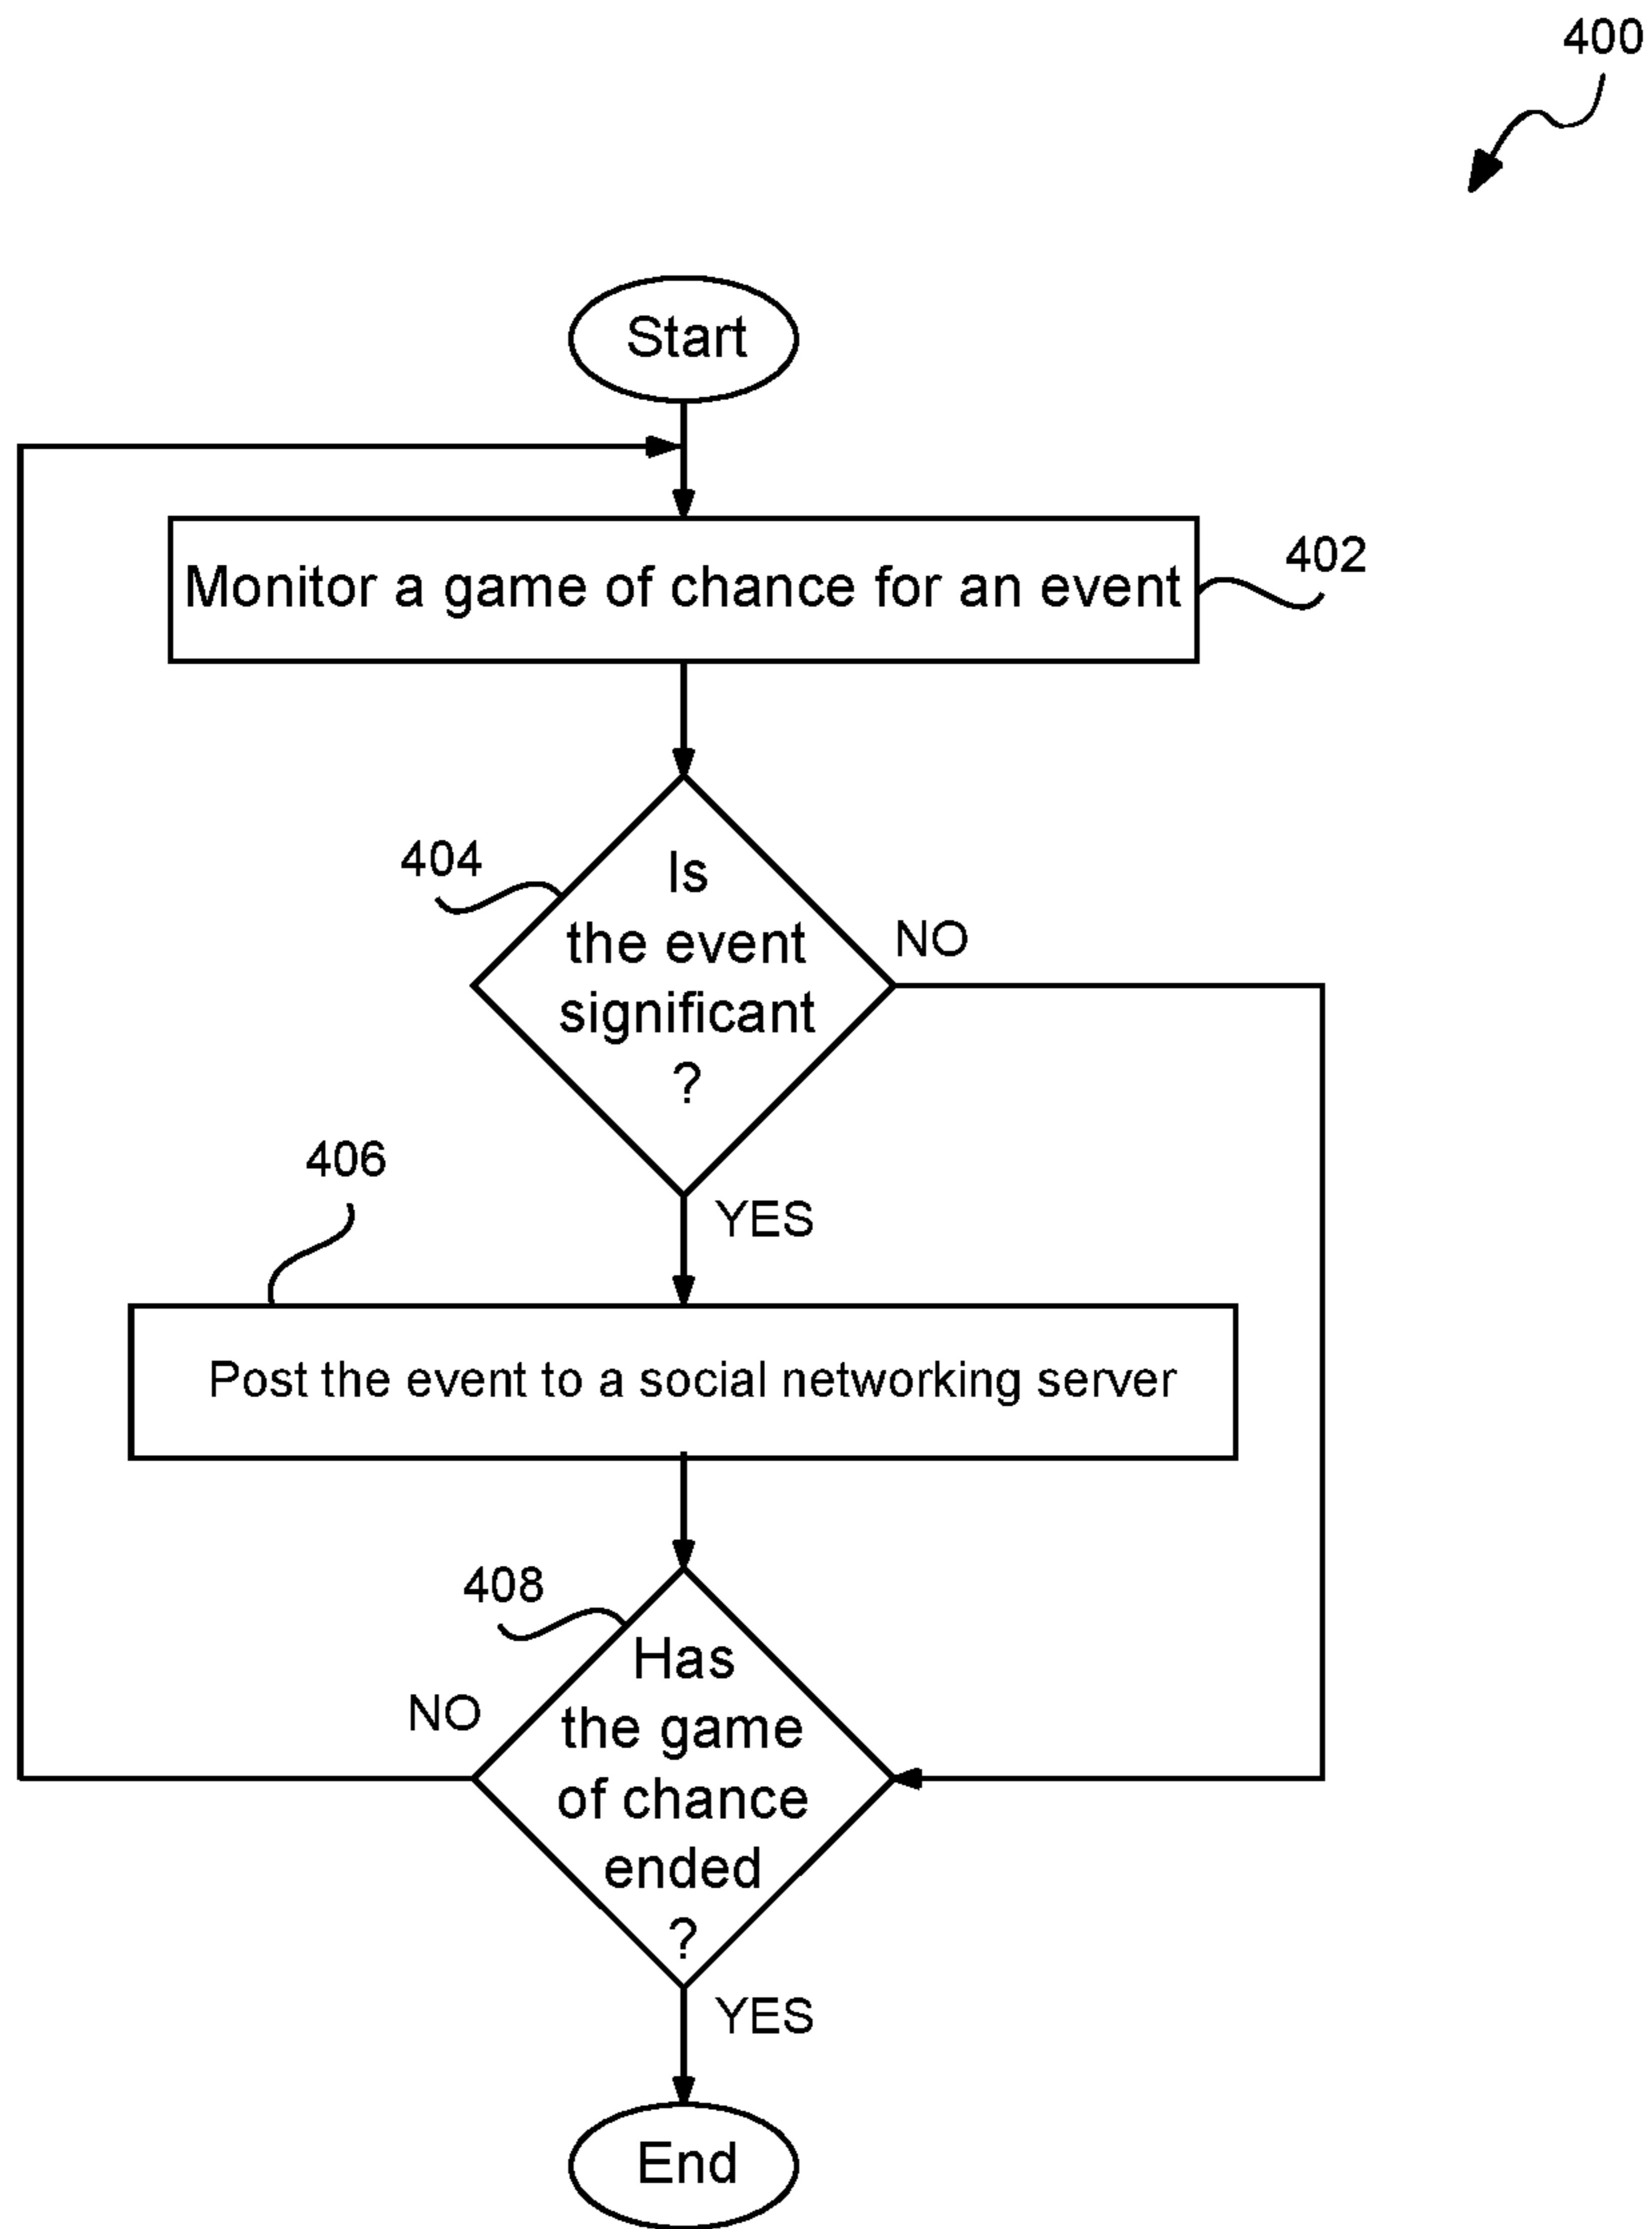 400
Start
Monitor a game of chance for an event
402
404
Is
the event
significant
?
NO
YES
406
Post the event to a social networking server
408
Has
the game
of chance
ended
?
NO
YES
End